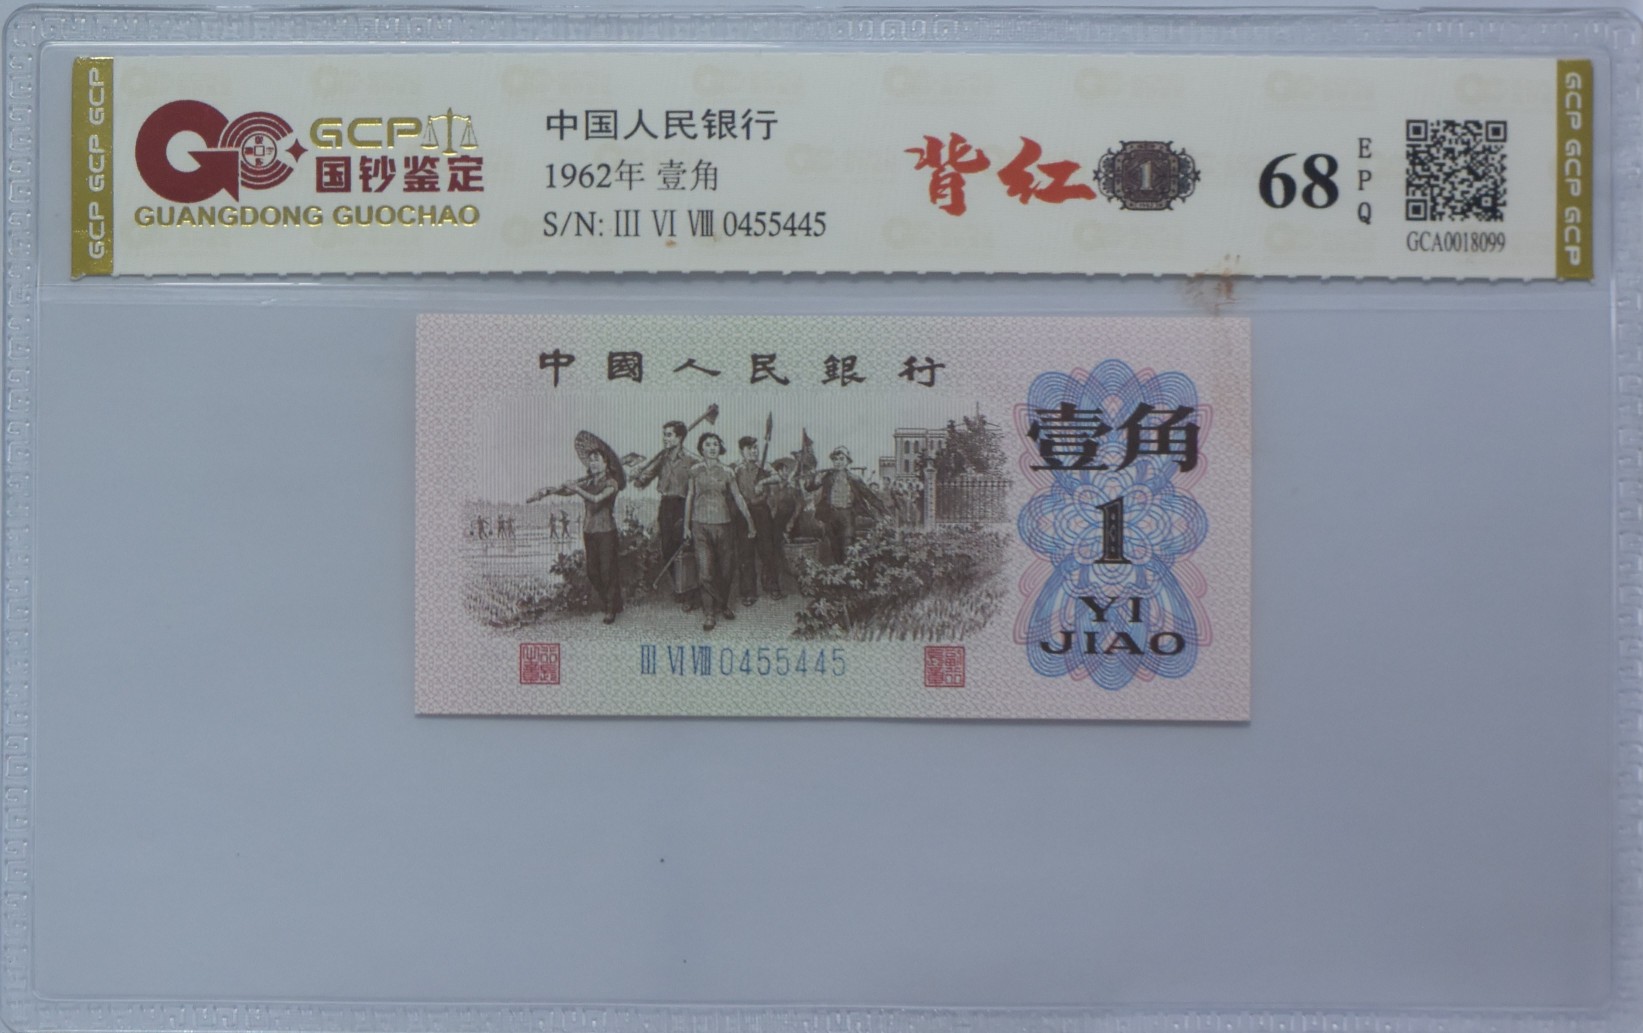 GCP GCP GCP
GCP
国钞鉴定
GUANGDONG GUOCHAO
中国人民银行
1962年 壹角
S/N: III VI VIII 0455445
背红
1
68
EPQ
GCA0018099
GCP GCP GCP
中國人民銀行
壹角
1
YI
JIAO
III VI VIII 0455445